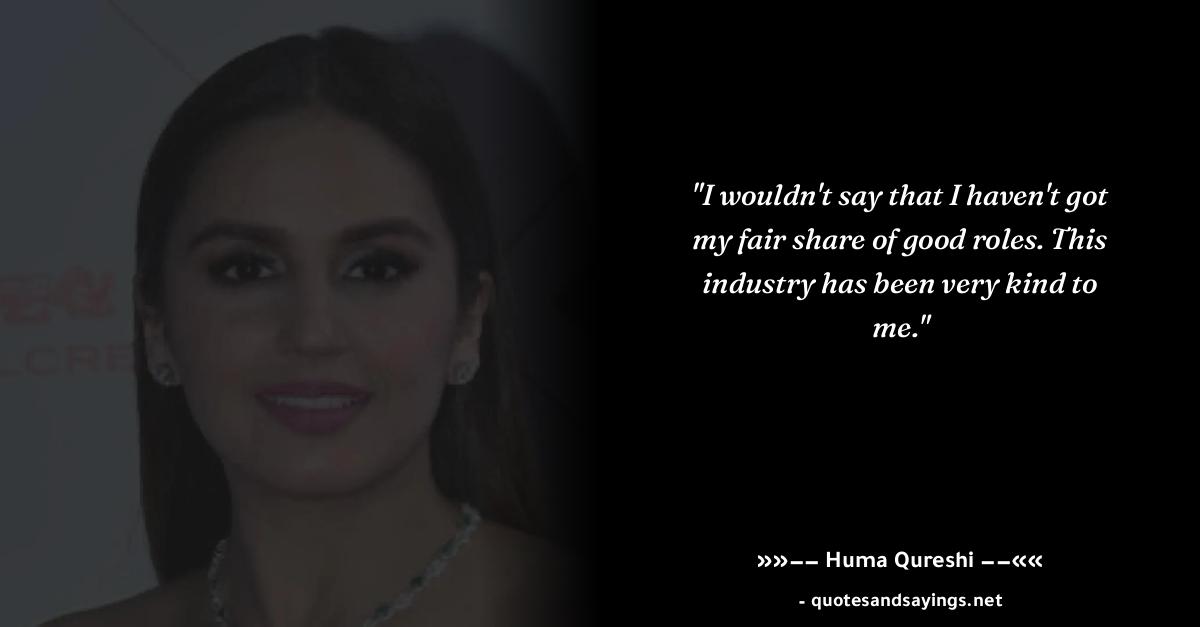 "I wouldn't say that I haven't got
my fair share of good roles. This
industry has been very kind to
me."
LCRE
»»–– Huma Qureshi ––««
- quotesandsayings.net